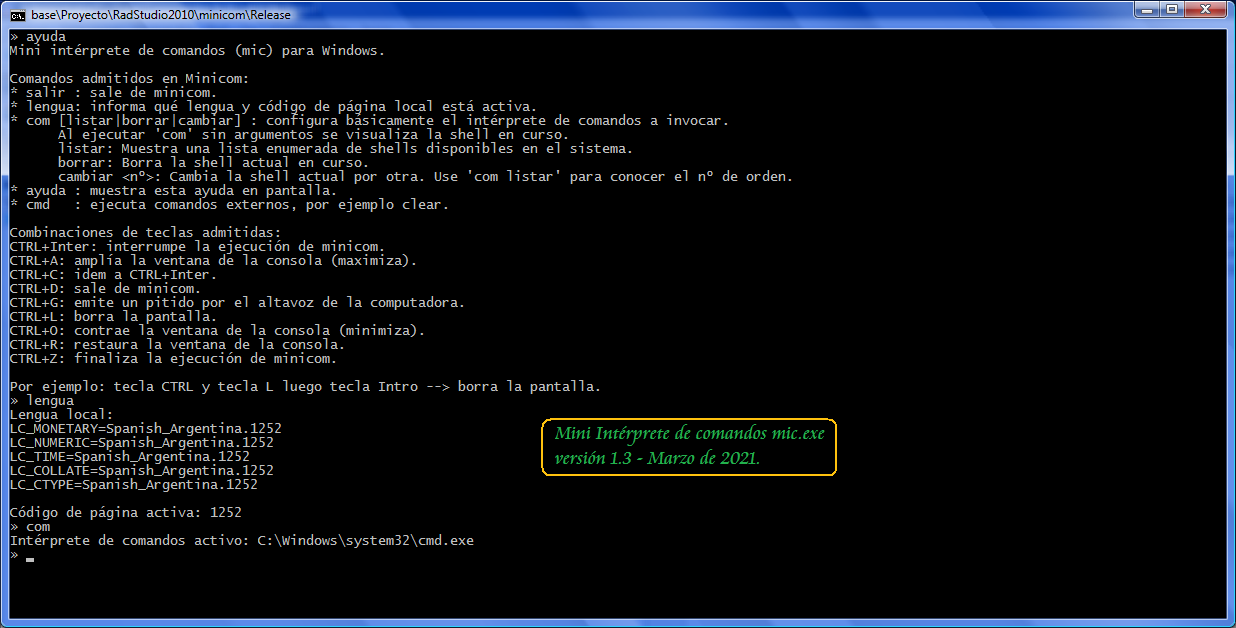 base\Proyecto\RadStudio2010\minicom\Release
» ayuda
Mini intérprete de comandos (mic) para Windows.
Comandos admitidos en Minicom:
* salir : sale de minicom.
* lengua: informa qué lengua y código de página local está activa.
* com [listar|borrar|cambiar] : configura básicamente el intérprete de comandos a invocar.
Al ejecutar 'com' sin argumentos se visualiza la shell en curso.
listar: Muestra una lista enumerada de shells disponibles en el sistema.
borrar: Borra la shell actual en curso.
cambiar <nº>: Cambia la shell actual por otra. Use 'com listar' para conocer el nº de orden.
* ayuda : muestra esta ayuda en pantalla.
* cmd   : ejecuta comandos externos, por ejemplo clear.
Combinaciones de teclas admitidas:
CTRL+Inter: interrumpe la ejecución de minicom.
CTRL+A: amplía la ventana de la consola (maximiza).
CTRL+C: idem a CTRL+Inter.
CTRL+D: sale de minicom.
CTRL+G: emite un pitido por el altavoz de la computadora.
CTRL+L: borra la pantalla.
CTRL+O: contrae la ventana de la consola (minimiza).
CTRL+R: restaura la ventana de la consola.
CTRL+Z: finaliza la ejecución de minicom.
Por ejemplo: tecla CTRL y tecla L luego tecla Intro --> borra la pantalla.
» lengua
Lengua local:
LC_MONETARY=Spanish_Argentina.1252
LC_NUMERIC=Spanish_Argentina.1252
LC_TIME=Spanish_Argentina.1252
LC_COLLATE=Spanish_Argentina.1252
LC_CTYPE=Spanish_Argentina.1252
Mini Intérprete de comandos mic.exe
versión 1.3 - Marzo de 2021.
Código de página activa: 1252
» com
Intérprete de comandos activo: C:\Windows\system32\cmd.exe
» _